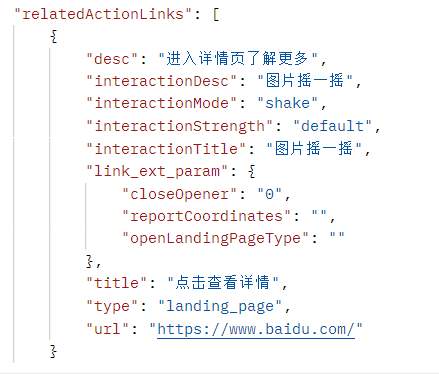 "relatedActionLinks": [
{
"desc": "进入详情页了解更多",
"interactionDesc": "图片摇一摇",
"interactionMode": "shake",
"interactionStrength": "default",
"interactionTitle": "图片摇一摇",
"link_ext_param": {
"closeOpener": "0",
"reportCoordinates": "",
"openLandingPageType": ""
},
"title": "点击查看详情",
"type": "landing_page",
"url": "https://www.baidu.com/"
}